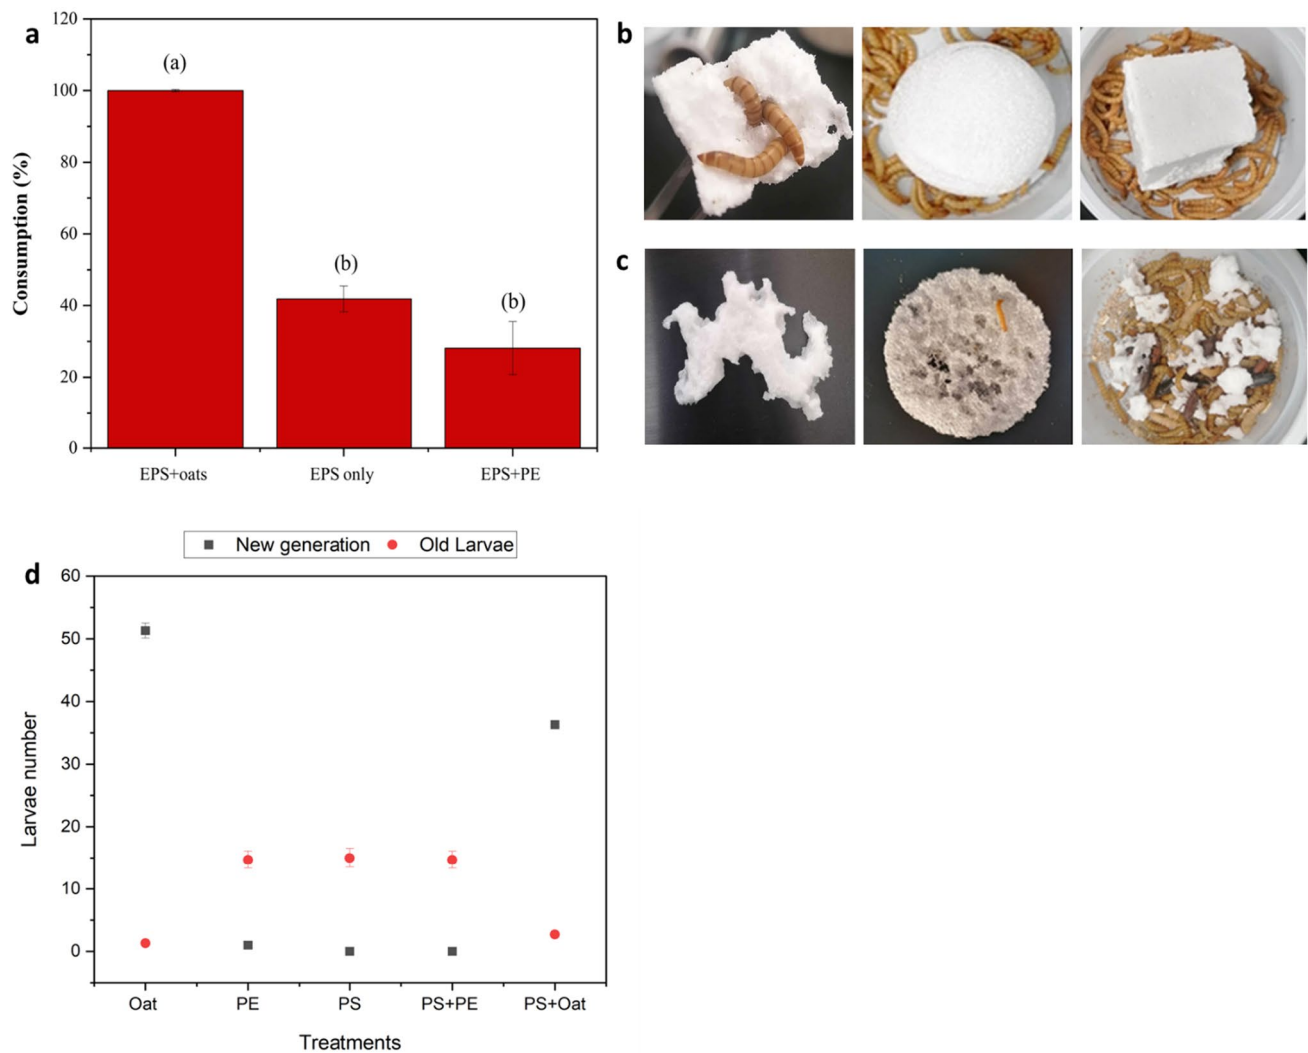 a
120
100
80
60
40
20
0
Consumption (%)
(a)
(b)
(b)
EPS+oats
EPS only
EPS+PE
b
c
New generation
Old Larvae
d
60
50
40
30
20
10
0
Larvae number
Oat
PE
PS
PS+PE
PS+Oat
Treatments